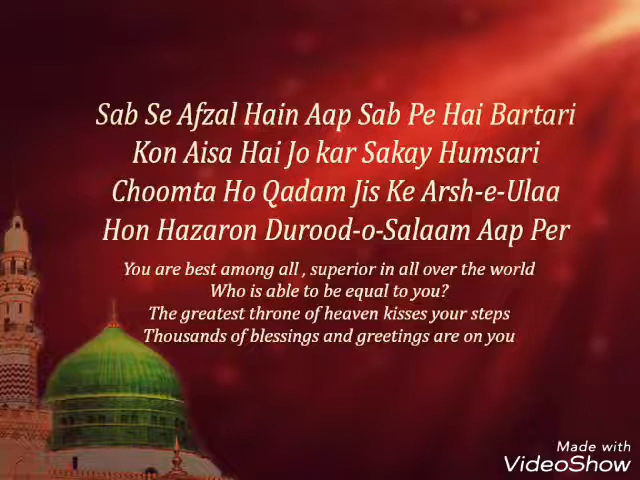 Sab Se Afzal Hain Aap Sab Pe Hai Bartari
Kon Aisa Hai Jo kar Sakay Humsari
Choomta Ho Qadam Jis Ke Arsh-e-Ulaa
Hon Hazaron Durood-o-Salaam Aap Per
You are best among all , superior in all over the world
Who is able to be equal to you?
The greatest throne of heaven kisses your steps
Thousands of blessings and greetings are on you
Made with
VideoShow